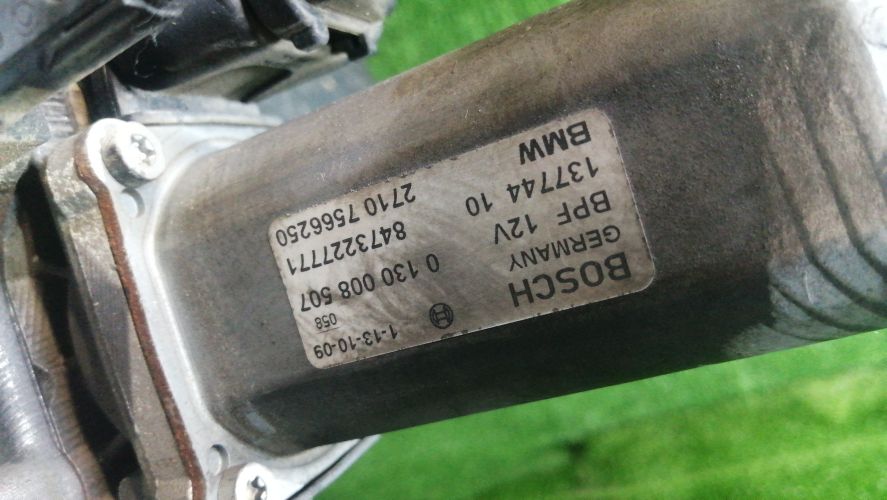 BOSCH
GERMANY 0 130 008 507 058 1-13-10-09
BPF 12V 8473227771
137744 10 2710 7566250
BMW